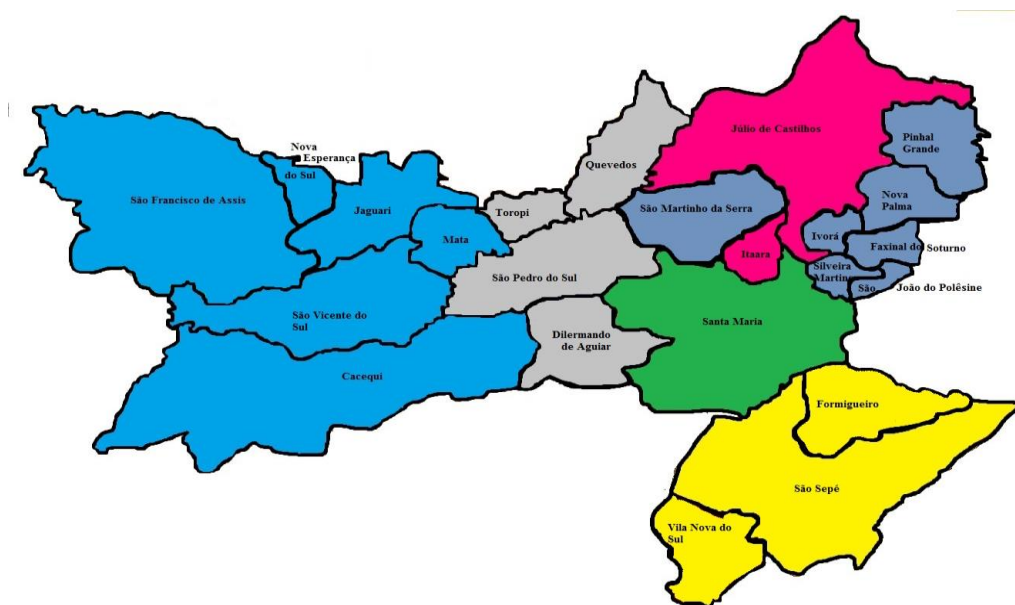 Júlio de Castilhos
Pinhal
Grande
Nova
Esperança
do Sul
Quevedos
São Francisco de Assis
Nova
Palma
Jaguari
Toropi
São Martinho da Serra
Mata
Ivorá
Faxinal do Soturno
Itaara
São Pedro do Sul
Silveira
Martins
São João do Polêsine
São Vicente do
Sul
Santa Maria
Dilermando
de Aguiar
Cacequi
Formigueiro
São Sepé
Vila Nova do
Sul